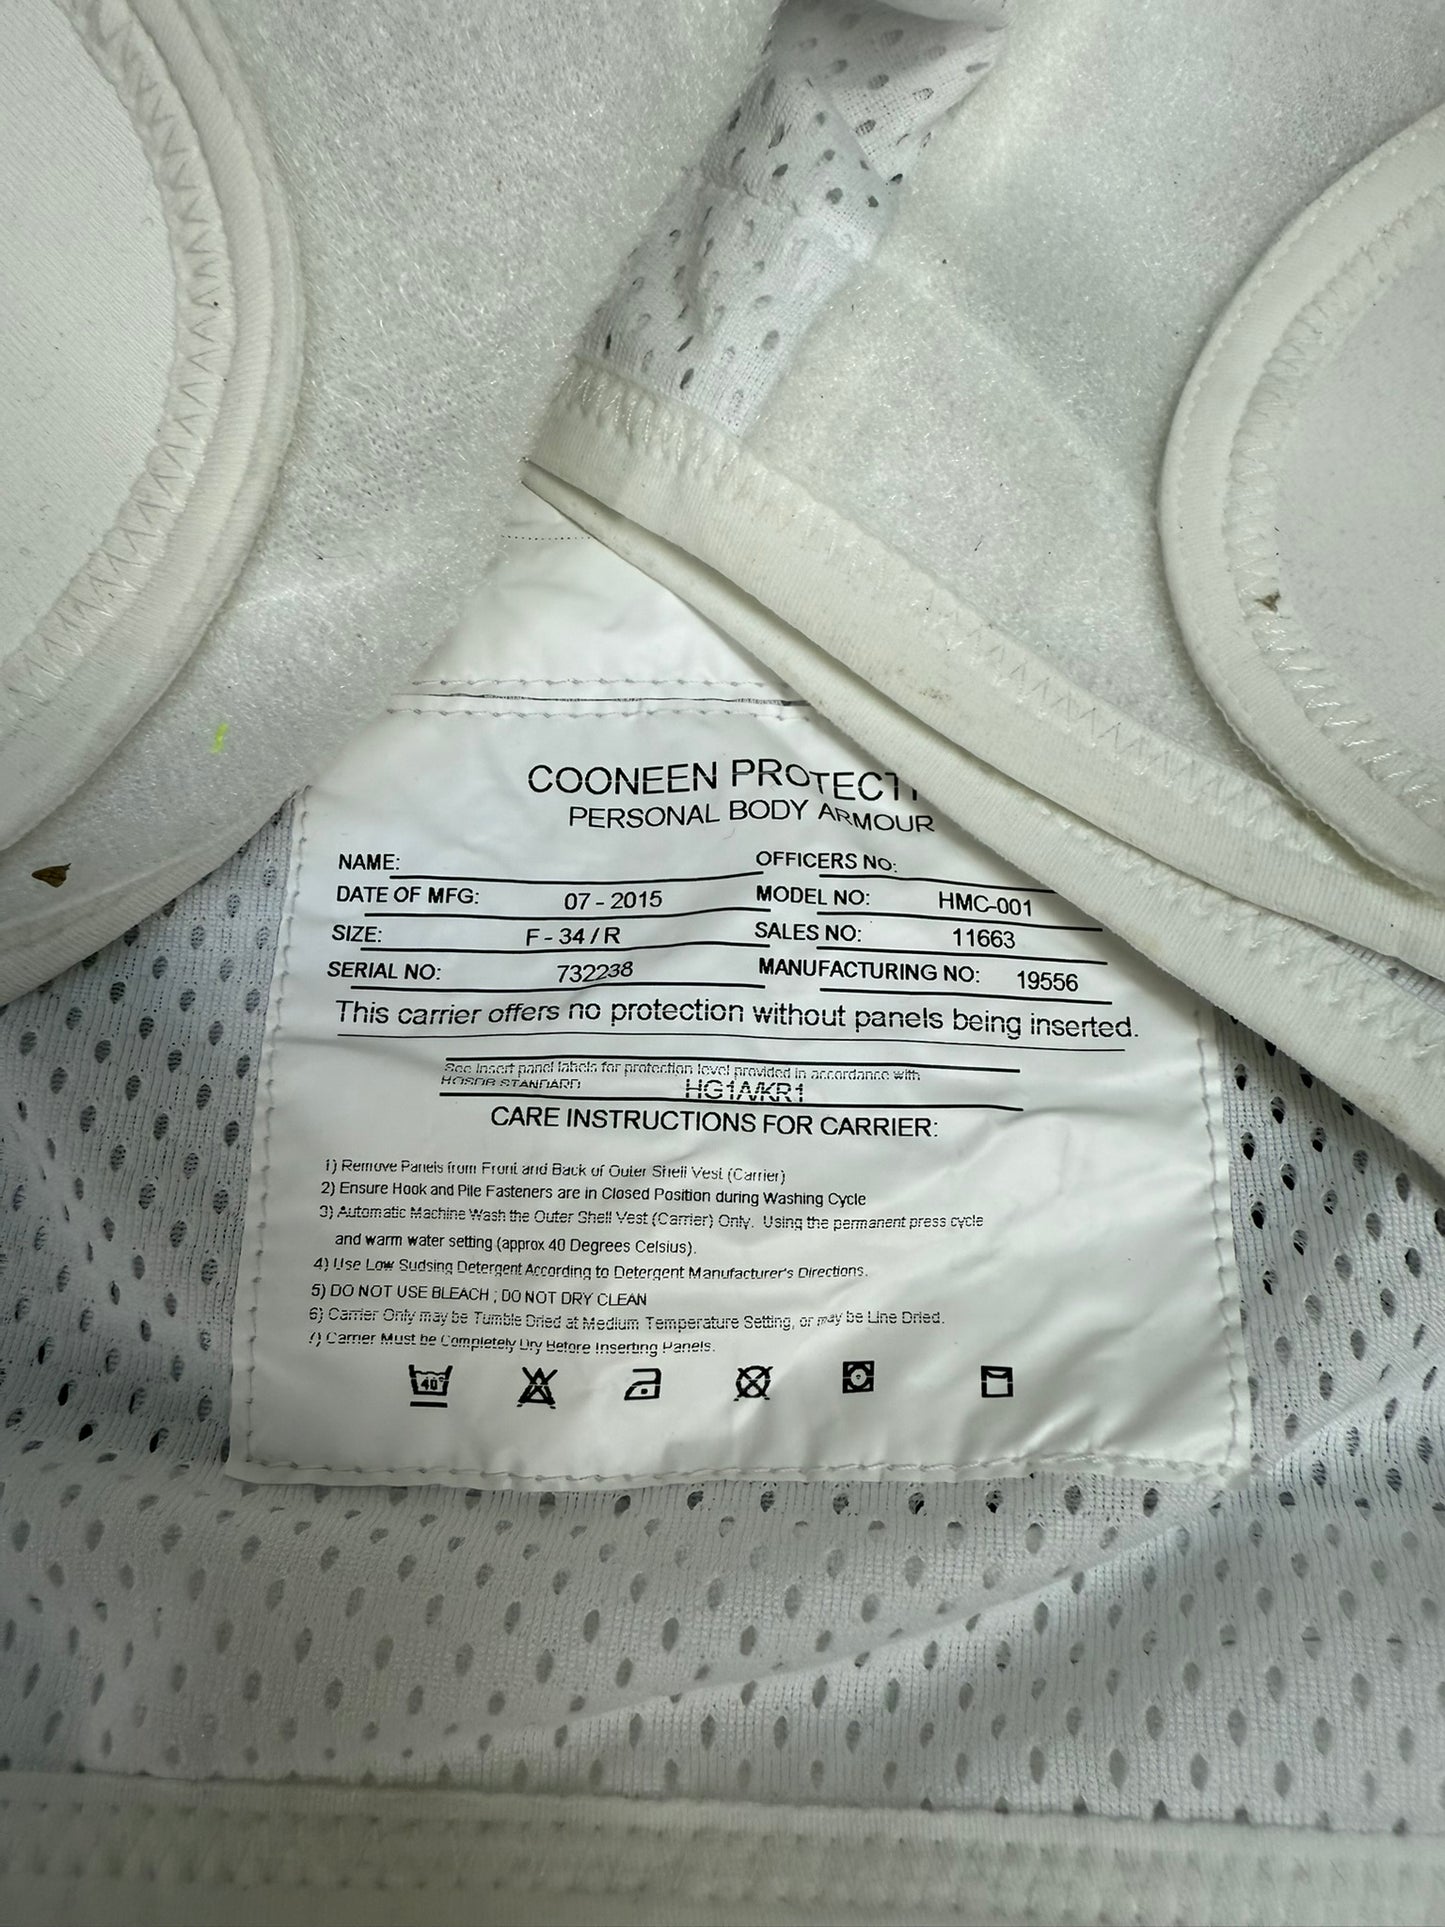 COONEEN PROTECTI
PERSONAL BODY ARMOUR
NAME: OFFICERS NO:
DATE OF MFG: 07 - 2015 MODEL NO: HMC-001
SIZE: F - 34 / R SALES NO: 11663
SERIAL NO: 732238 MANUFACTURING NO: 19556
This carrier offers no protection without panels being inserted.
See Insert panel labels for protection level provided in accordance with
HOSDB STANDARD HG1A/KR1
CARE INSTRUCTIONS FOR CARRIER:
1) Remove Panels from Front and Back of Outer Shell Vest (Carrier)
2) Ensure Hook and Pile Fasteners are in Closed Position during Washing Cycle
3) Automatic Machine Wash the Outer Shell Vest (Carrier) Only. Using the permanent press cycle
and warm water setting (approx 40 Degrees Celsius).
4) Use Low Sudsing Detergent According to Detergent Manufacturer's Directions.
5) DO NOT USE BLEACH ; DO NOT DRY CLEAN
6) Carrier Only may be Tumble Dried at Medium Temperature Setting, or may be Line Dried.
7) Carrier Must be Completely Dry Before Inserting Panels.
40°